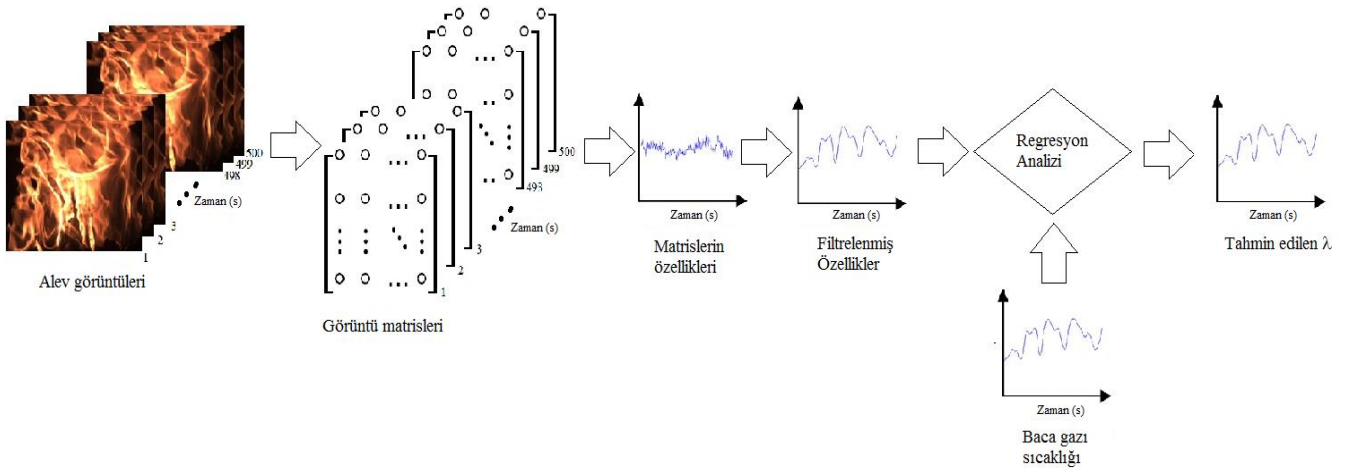 500
499
498
Zaman (s)
3
2
1
Alev görüntüleri
500
499
493
Zaman (s)
3
2
1
Görüntü matrisleri
Zaman (s)
Matrislerin
özellikleri
Zaman (s)
Filtrelenmiş
Özellikler
Regresyon
Analizi
Zaman (s)
Baca gazı
sıcaklığı
Zaman (s)
Tahmin edilen λ